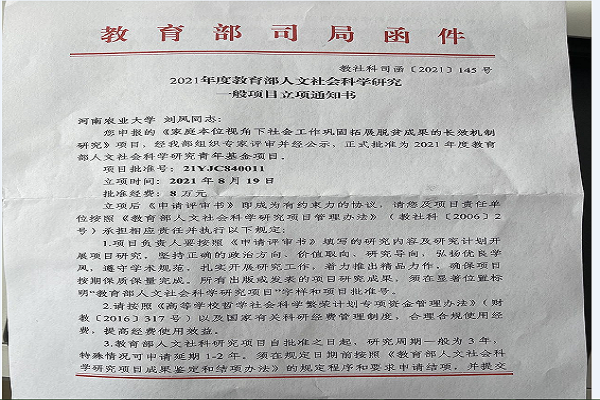 教育部司局函件
教社科司函〔2021〕145号
2021年度教育部人文社会科学研究
一般项目立项通知书
河南农业大学 刘凤同志：
您申报的《家庭本位视角下社会工作巩固拓展脱贫成果的长效机制
研究》项目，经我部组织专家评审并经公示，正式批准为2021年度教育
部人文社会科学研究青年基金项目。
项目批准号：21YJC840011
立项时间：2021年8月19日
批准经费：8万元
立项后《申请评审书》即成为有约束力的协议，请您及项目责任单
位按照《教育部人文社会科学研究项目管理办法》（教社科〔2006〕2
号）承担相应责任并执行以下规定：
1.项目负责人要按照《申请评审书》填写的研究内容及研究计划开
展项目研究。坚持正确的政治方向、价值取向、研究导向，弘扬优良学
风，遵守学术规范，扎实开展研究工作，着力推出精品力作，确保项目
按期保质保量完成。所有出版或发表的项目研究成果，须在显著位置标
明“教育部人文社会科学研究项目”字样和项目批准号。
2.请按照《高等学校哲学社会科学繁荣计划专项资金管理办法》（财
教〔2016〕317号）以及国家有关科研经费管理制度，合理合规使用经
费，提高经费使用效益。
3.教育部人文社科研究项目自批准之日起，研究周期一般为3年，
特殊情况可申请延期1-2年。须在规定日期前按照《教育部人文社会科
学研究项目成果鉴定和结项办法》的规定程序和要求申请结项，并提交